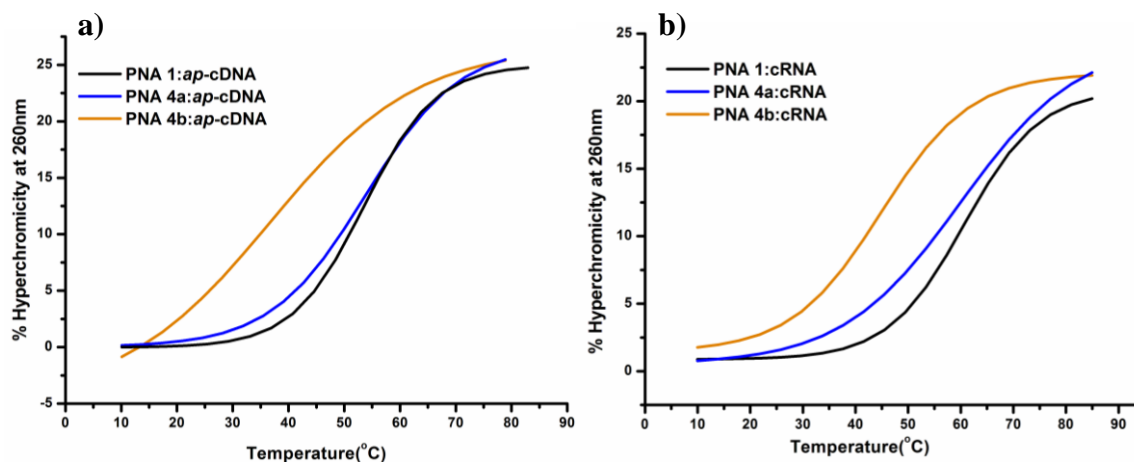 a)
PNA 1:ap-cDNA
PNA 4a:ap-cDNA
PNA 4b:ap-cDNA
% Hyperchromicity at 260nm
25
20
15
10
5
0
-5
0 10 20 30 40 50 60 70 80 90
Temperature(°C)
b)
PNA 1:cRNA
PNA 4a:cRNA
PNA 4b:cRNA
% Hyperchromicity at 260nm
25
20
15
10
5
0
0 10 20 30 40 50 60 70 80 90
Temperature(°C)